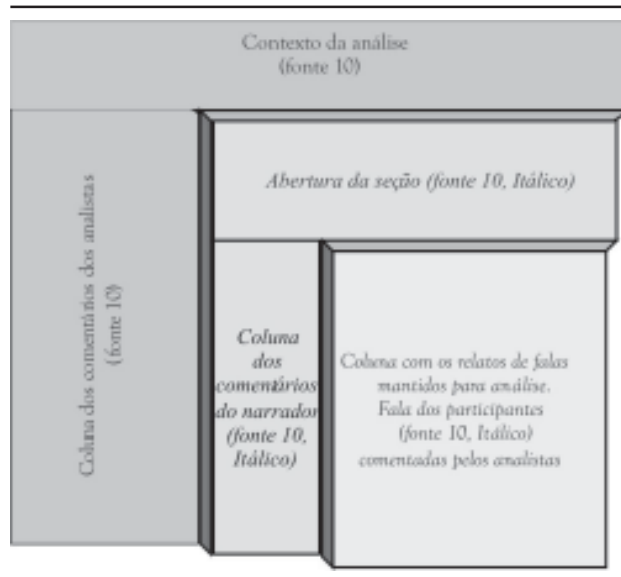 Contexto da análise
(fonte 10)
Abertura da seção (fonte 10, Itálico)
Coluna dos comentários dos analistas
(fonte 10)
Coluna
dos
comentários
do narrador
(fonte 10,
Itálico)
Coluna com os relatos de falas
mantidos para análise.
Fala dos participantes
(fonte 10, Itálico)
comentadas pelos analistas